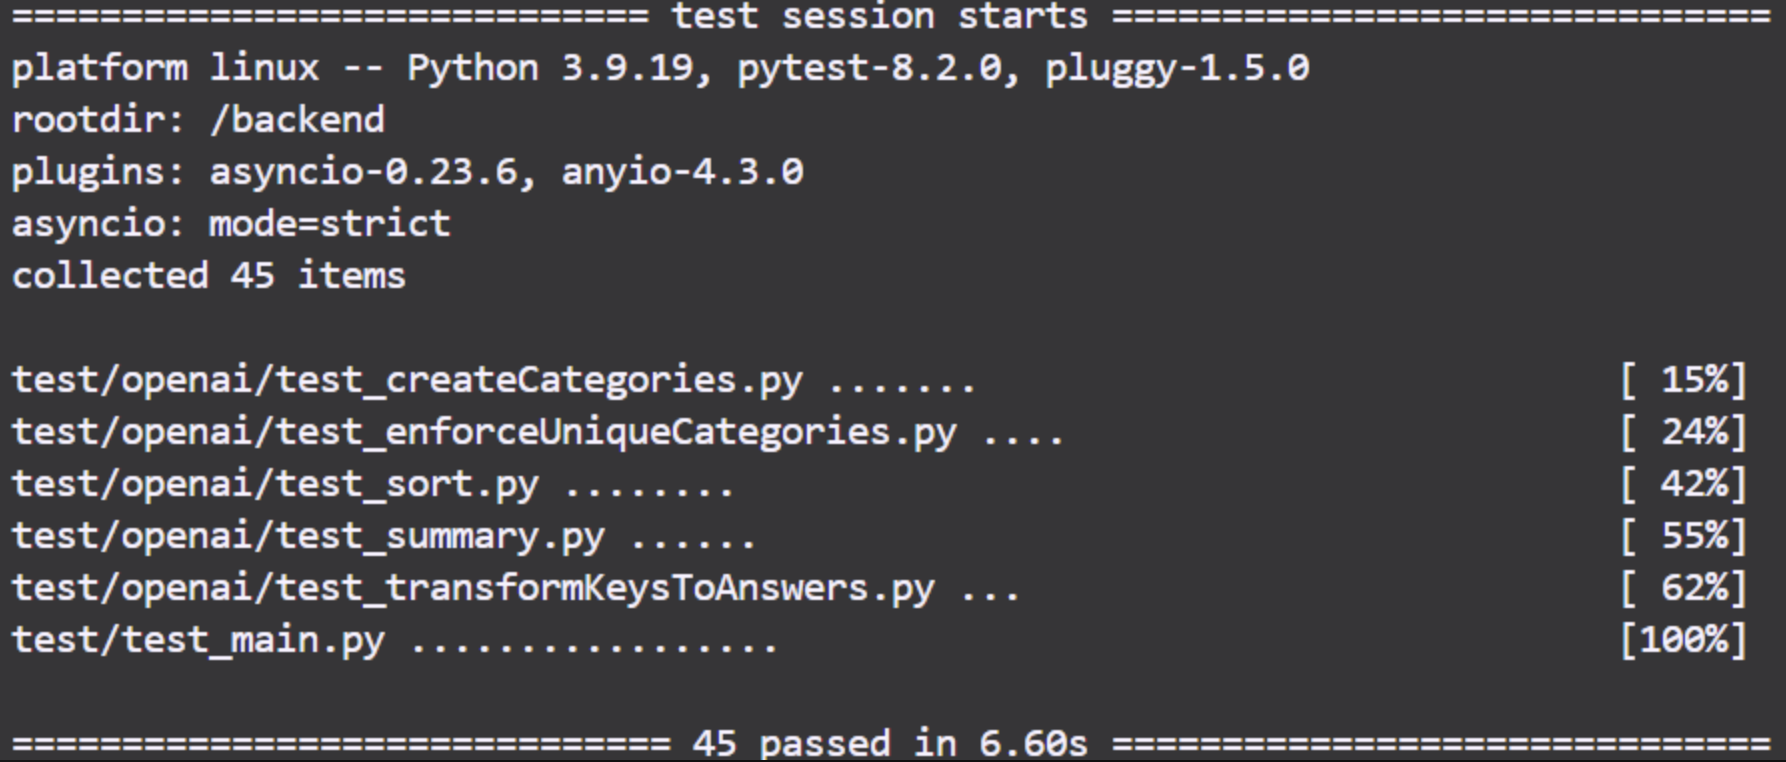 ============================= test session starts ==============================
platform linux -- Python 3.9.19, pytest-8.2.0, pluggy-1.5.0
rootdir: /backend
plugins: asyncio-0.23.6, anyio-4.3.0
asyncio: mode=strict
collected 45 items
test/openai/test_createCategories.py ....... [ 15%]
test/openai/test_enforceUniqueCategories.py .... [ 24%]
test/openai/test_sort.py ........ [ 42%]
test/openai/test_summary.py ...... [ 55%]
test/openai/test_transformKeysToAnswers.py ... [ 62%]
test/test_main.py ................. [100%]
============================== 45 passed in 6.60s ==============================